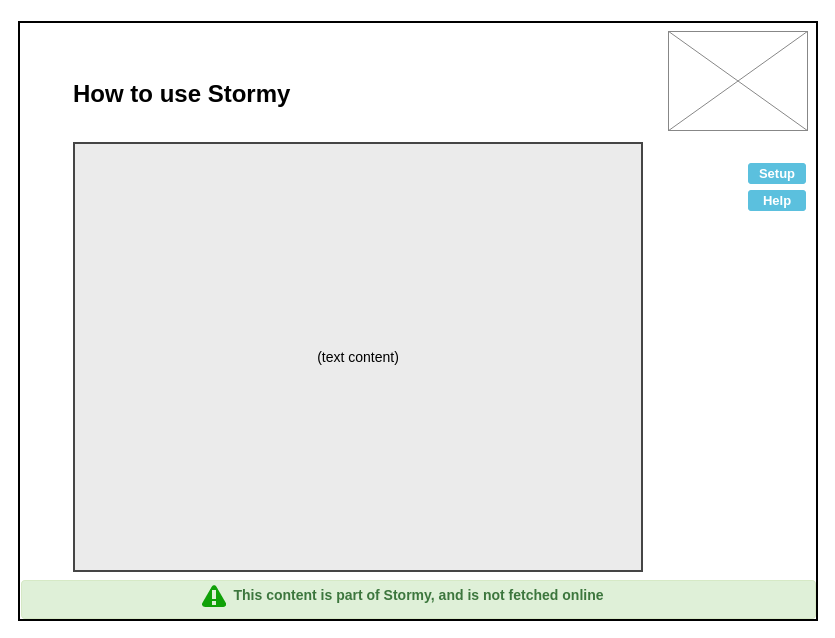 How to use Stormy
Setup
Help
(text content)
This content is part of Stormy, and is not fetched online